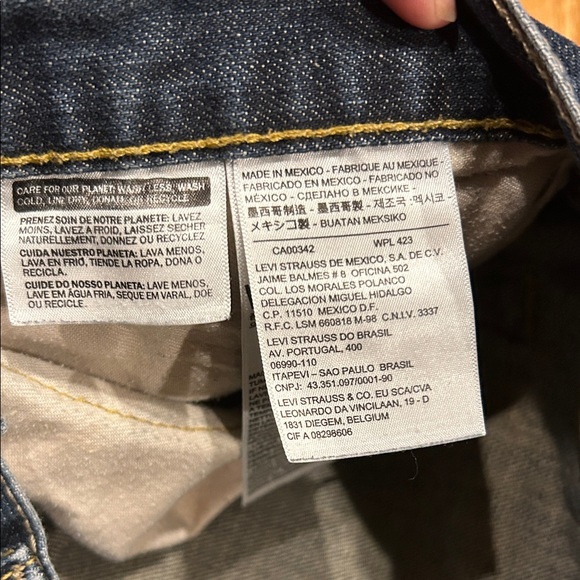 CARE FOR OUR PLANET: WASH LESS, WASH
COLD, LINE DRY, DONATE OR RECYCLE
PRENEZ SOIN DE NOTRE PLANETE: LAVEZ
MOINS, LAVEZ A FROID, LAISSEZ SECHER
NATURELLEMENT, DONNEZ OU RECYCLEZ
CUIDA NUESTRO PLANETA: LAVA MENOS,
LAVA EN FRIO, TIENDE LA ROPA, DONA O
RECICLA.
CUIDE DO NOSSO PLANETA: LAVE MENOS,
LAVE EM ÁGUA FRIA, SEQUE EM VARAL, DOE
OU RECICLE.
MADE IN MEXICO - FABRIQUE AU MEXIQUE -
FABRICADO EN MEXICO - FABRICADO NO
MÉXICO - СДЕЛАНО В МЕКСИКЕ -
墨西哥制造 - 墨西哥製 - 제조국 -멕시코 -
メキシコ製 - BUATAN MEKSIKO
CA00342 WPL 423
LEVI STRAUSS DE MEXICO, S.A. DE C.V.
JAIME BALMES # 8 OFICINA 502
COL. LOS MORALES POLANCO
DELEGACION MIGUEL HIDALGO
C.P. 11510 MEXICO D.F.
R.F.C. LSM 660818 M-98 C.N.I.V. 3337
LEVI STRAUSS DO BRASIL
AV. PORTUGAL, 400
06990-110
ITAPEVI – SAO PAULO BRASIL
CNPJ: 43.351.097/0001-90
LEVI STRAUSS & CO. EU SCA/CVA
LEONARDO DA VINCILAAN, 19 - D
1831 DIEGEM, BELGIUM
CIF A 08298606